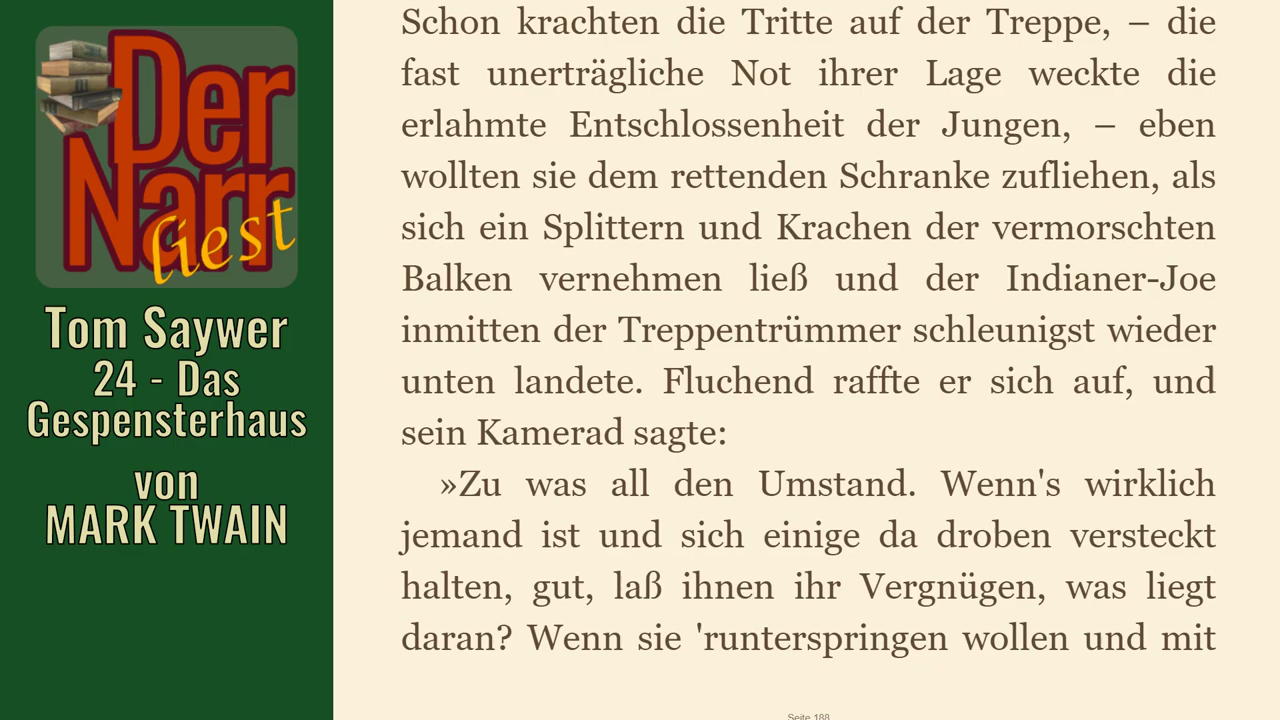 Der
Narr
liest
Tom Saywer
24 - Das
Gespensterhaus
von
MARK TWAIN
Schon krachten die Tritte auf der Treppe, – die
fast unerträgliche Not ihrer Lage weckte die
erlahmte Entschlossenheit der Jungen, – eben
wollten sie dem rettenden Schranke zufliehen, als
sich ein Splittern und Krachen der vermorschten
Balken vernehmen ließ und der Indianer-Joe
inmitten der Treppentrümmer schleunigst wieder
unten landete. Fluchend raffte er sich auf, und
sein Kamerad sagte:
»Zu was all den Umstand. Wenn's wirklich
jemand ist und sich einige da droben versteckt
halten, gut, laß ihnen ihr Vergnügen, was liegt
daran? Wenn sie 'runterspringen wollen und mit
Seite 188